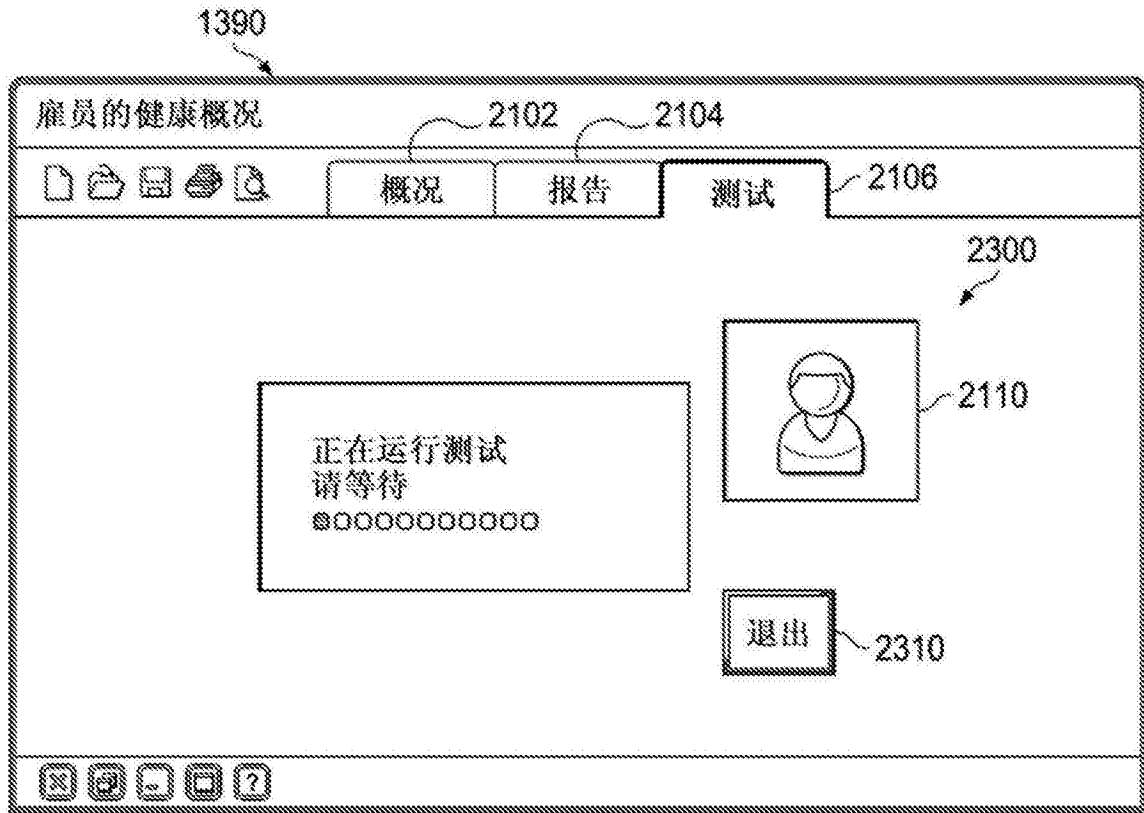 1390
雇员的健康概况
2102
2104
概况
报告
测试
2106
2300
2110
正在运行测试
请等待
退出
2310
?